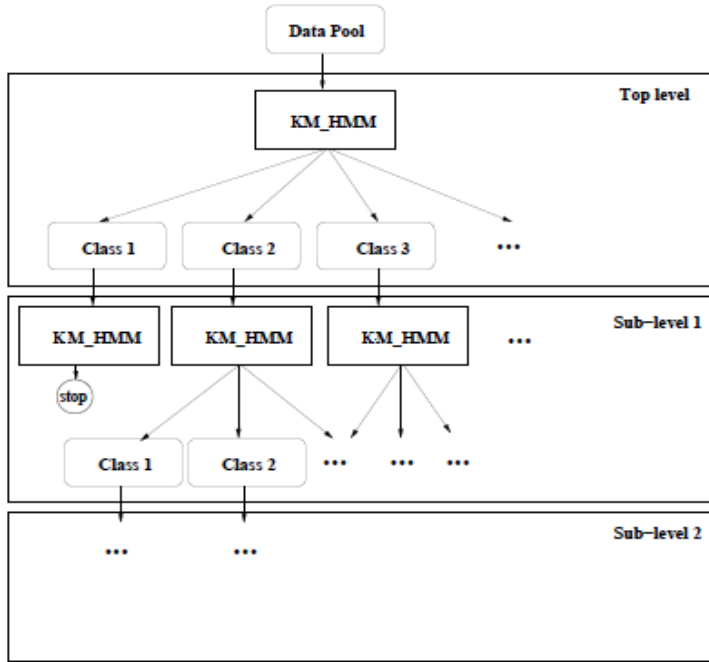 Data Pool
Top level
KM_HMM
Class 1
Class 2
Class 3
...
Sub-level 1
KM_HMM
KM_HMM
KM_HMM
...
stop
Class 1
Class 2
...
...
...
Sub-level 2
...
...